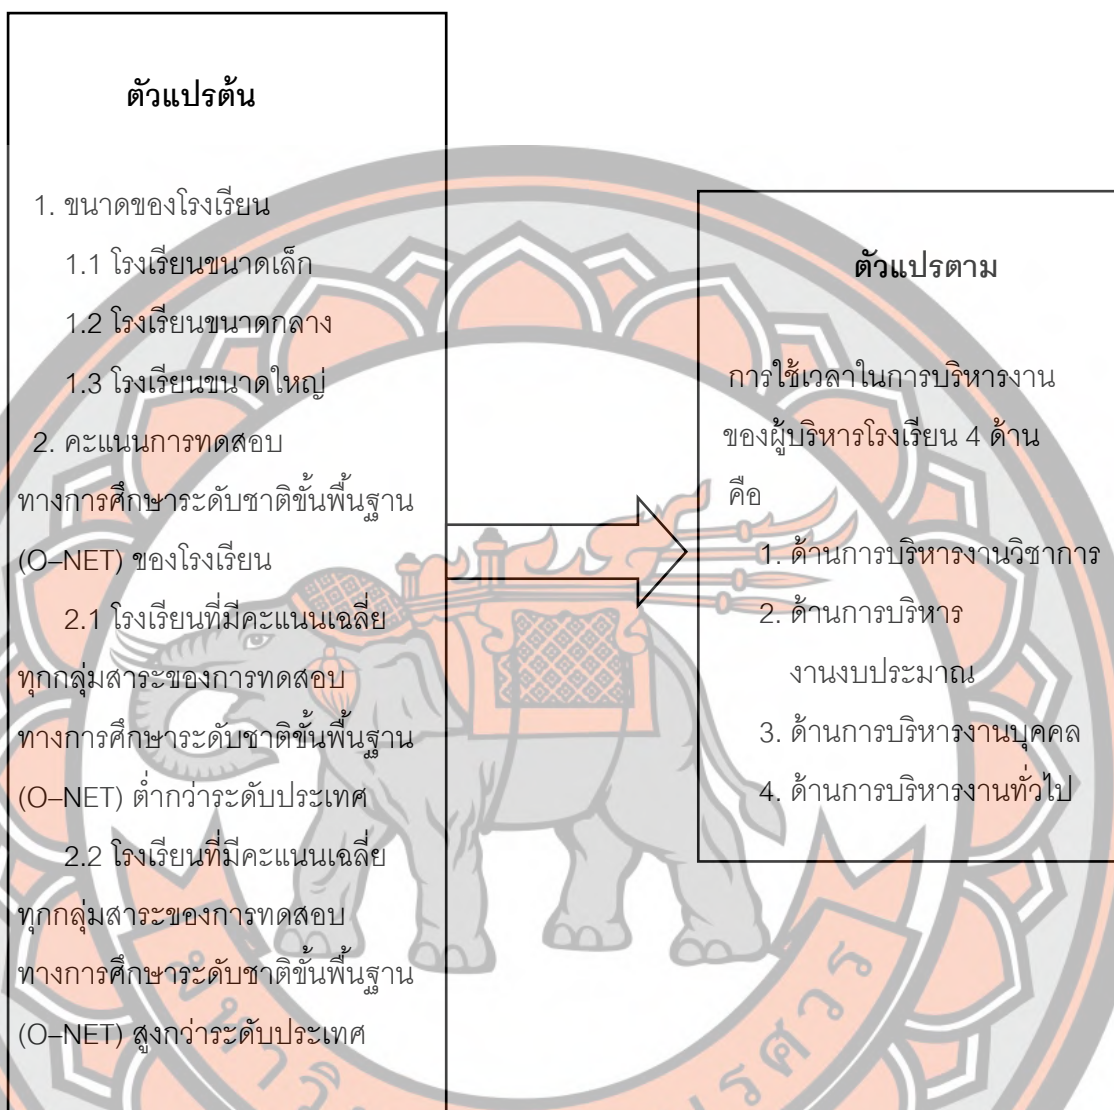 ตัวแปรต้น
1. ขนาดของโรงเรียน
1.1 โรงเรียนขนาดเล็ก
1.2 โรงเรียนขนาดกลาง
1.3 โรงเรียนขนาดใหญ่
2. คะแนนการทดสอบ
ทางการศึกษาระดับชาติขั้นพื้นฐาน
(O–NET) ของโรงเรียน
2.1 โรงเรียนที่มีคะแนนเฉลี่ย
ทุกกลุ่มสาระของการทดสอบ
ทางการศึกษาระดับชาติขั้นพื้นฐาน
(O–NET) ต่ำกว่าระดับประเทศ
2.2 โรงเรียนที่มีคะแนนเฉลี่ย
ทุกกลุ่มสาระของการทดสอบ
ทางการศึกษาระดับชาติขั้นพื้นฐาน
(O–NET) สูงกว่าระดับประเทศ
ตัวแปรตาม
การใช้เวลาในการบริหารงาน
ของผู้บริหารโรงเรียน 4 ด้าน
คือ
1. ด้านการบริหารงานวิชาการ
2. ด้านการบริหาร
งานงบประมาณ
3. ด้านการบริหารงานบุคคล
4. ด้านการบริหารงานทั่วไป